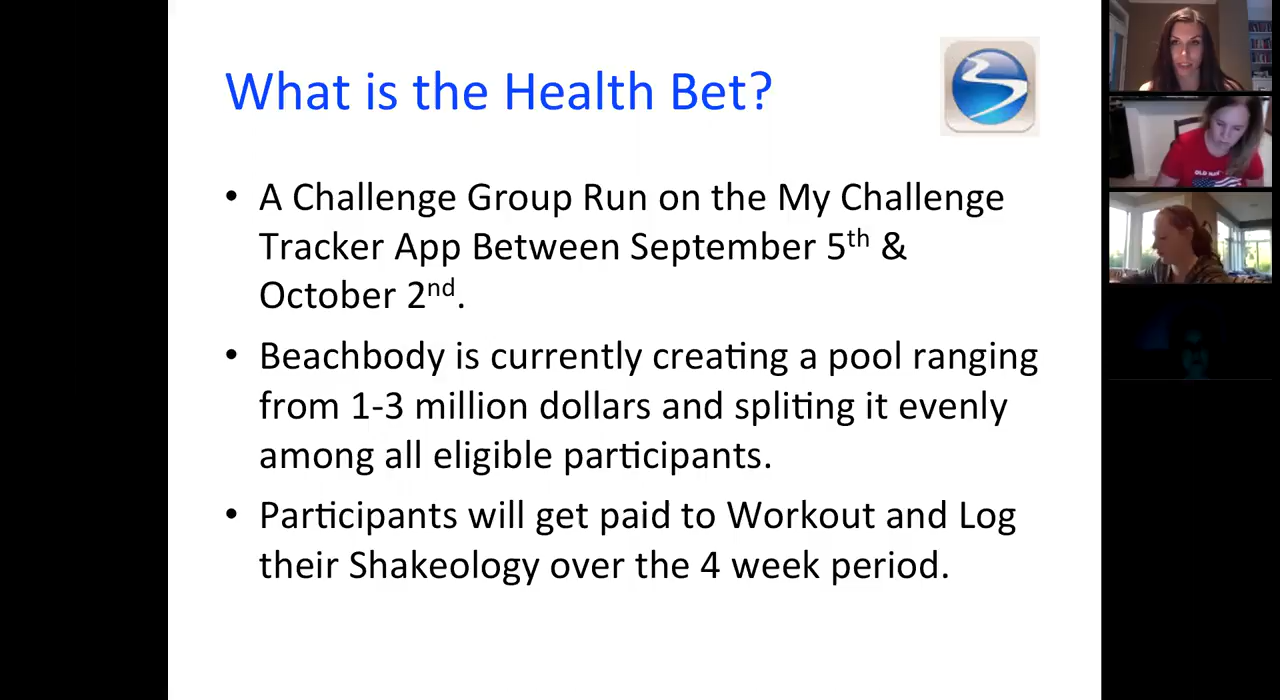 What is the Health Bet?
• A Challenge Group Run on the My Challenge
Tracker App Between September 5th &
October 2nd.
• Beachbody is currently creating a pool ranging
from 1-3 million dollars and spliting it evenly
among all eligible participants.
• Participants will get paid to Workout and Log
their Shakeology over the 4 week period.
OLD NAVY